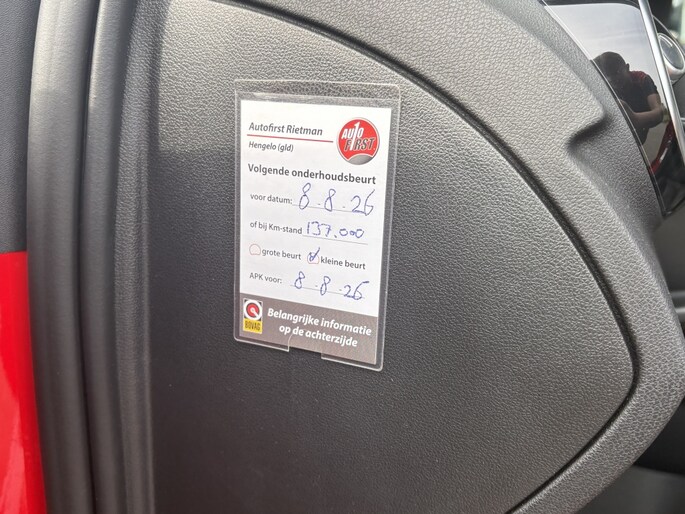 Autofirst Rietman
Hengelo (gld)
AUTO
FIRST
Volgende onderhoudsbeurt
voor datum: 8.8.26
of bij Km-stand 137.000
grote beurt kleine beurt
APK voor: 8.8.26
BOVAG
Belangrijke informatie
op de achterzijde